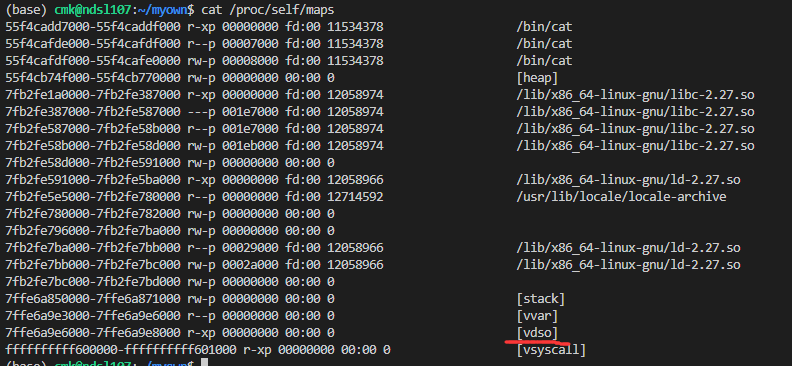 (base) cmk@ndsl107:~/myown$ cat /proc/self/maps
55f4cadd7000-55f4caddf000 r-xp 00000000 fd:00 11534378 /bin/cat
55f4cafde000-55f4cafdf000 r--p 00007000 fd:00 11534378 /bin/cat
55f4cafdf000-55f4cafe0000 rw-p 00008000 fd:00 11534378 /bin/cat
55f4cb74f000-55f4cb770000 rw-p 00000000 00:00 0 [heap]
7fb2fe1a0000-7fb2fe387000 r-xp 00000000 fd:00 12058974 /lib/x86_64-linux-gnu/libc-2.27.so
7fb2fe387000-7fb2fe587000 ---p 001e7000 fd:00 12058974 /lib/x86_64-linux-gnu/libc-2.27.so
7fb2fe587000-7fb2fe58b000 r--p 001e7000 fd:00 12058974 /lib/x86_64-linux-gnu/libc-2.27.so
7fb2fe58b000-7fb2fe58d000 rw-p 001eb000 fd:00 12058974 /lib/x86_64-linux-gnu/libc-2.27.so
7fb2fe58d000-7fb2fe591000 rw-p 00000000 00:00 0
7fb2fe591000-7fb2fe5ba000 r-xp 00000000 fd:00 12058966 /lib/x86_64-linux-gnu/ld-2.27.so
7fb2fe5e5000-7fb2fe780000 r--p 00000000 fd:00 12714592 /usr/lib/locale/locale-archive
7fb2fe780000-7fb2fe782000 rw-p 00000000 00:00 0
7fb2fe796000-7fb2fe7ba000 rw-p 00000000 00:00 0
7fb2fe7ba000-7fb2fe7bb000 r--p 00029000 fd:00 12058966 /lib/x86_64-linux-gnu/ld-2.27.so
7fb2fe7bb000-7fb2fe7bc000 rw-p 0002a000 fd:00 12058966 /lib/x86_64-linux-gnu/ld-2.27.so
7fb2fe7bc000-7fb2fe7bd000 rw-p 00000000 00:00 0
7ffe6a850000-7ffe6a871000 rw-p 00000000 00:00 0 [stack]
7ffe6a9e3000-7ffe6a9e6000 r--p 00000000 00:00 0 [vvar]
7ffe6a9e6000-7ffe6a9e8000 r-xp 00000000 00:00 0 [vdso]
ffffffffff600000-ffffffffff601000 r-xp 00000000 00:00 0 [vsyscall]
(base) cmk@ndsl107:~/myown$